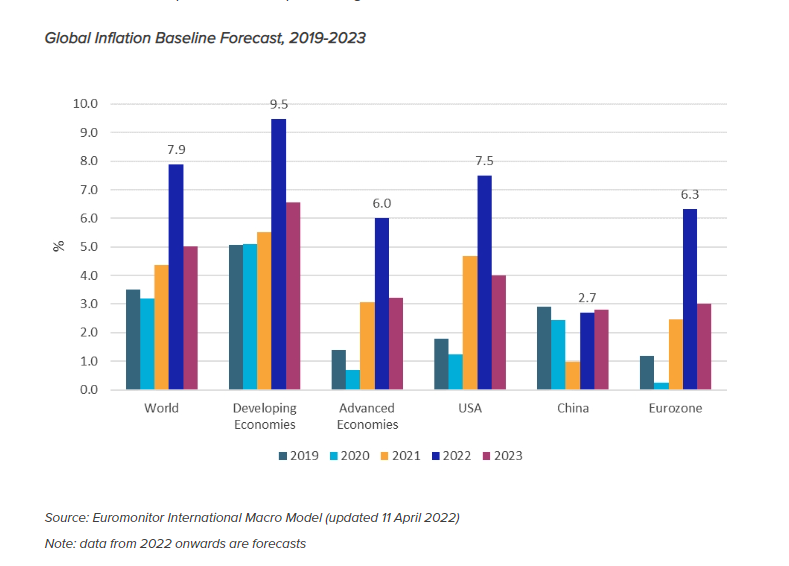 Global Inflation Baseline Forecast, 2019-2023
10.0
9.0
8.0
7.0
6.0
5.0
4.0
3.0
2.0
1.0
0.0
%
7.9
9.5
6.0
7.5
2.7
6.3
World
Developing Economies
Advanced Economies
USA
China
Eurozone
2019 2020 2021 2022 2023
Source: Euromonitor International Macro Model (updated 11 April 2022)
Note: data from 2022 onwards are forecasts